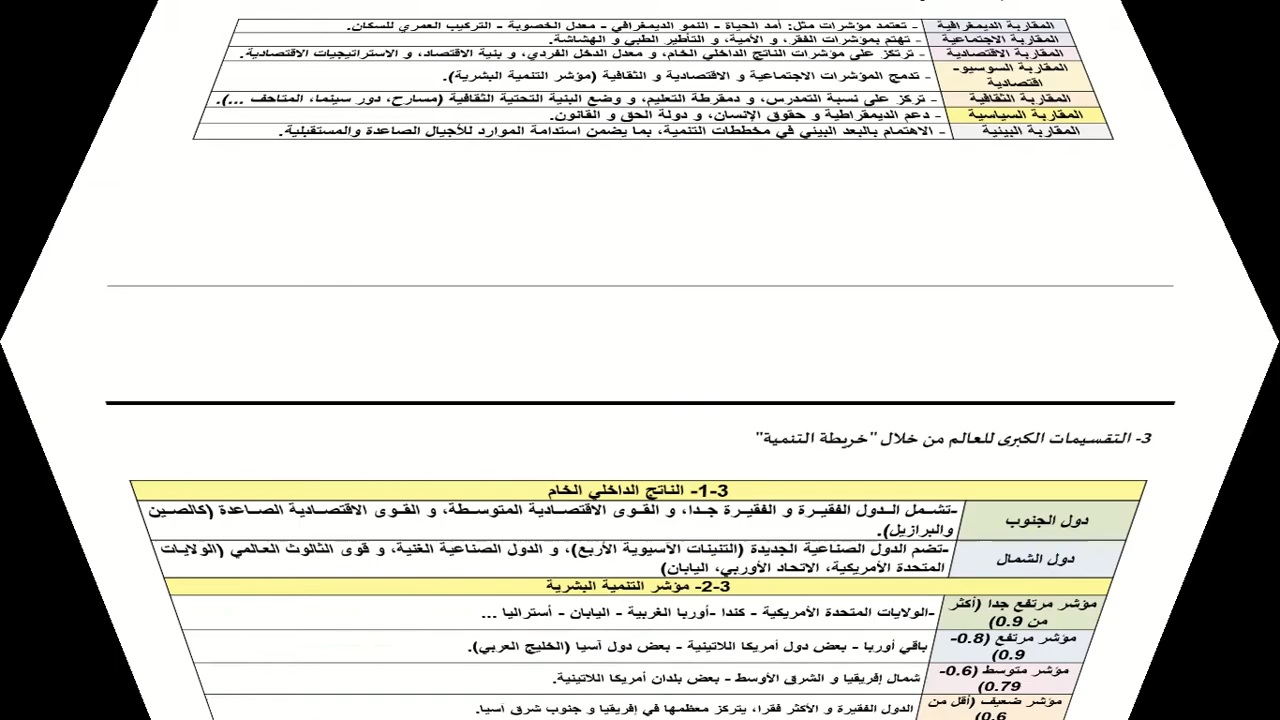 المقاربة الديمغرافية - تعتمد مؤشرات مثل: أمد الحياة - النمو الديمغرافي - معدل الخصوبة - التركيب العمري للسكان.
المقاربة الاجتماعية - تهتم بمؤشرات الفقر، و الأمية، و التأطير الطبي و الهشاشة.
المقاربة الاقتصادية - ترتكز على مؤشرات الناتج الداخلي الخام، و معدل الدخل الفردي، و بنية الاقتصاد، و الاستراتيجيات الاقتصادية.
المقاربة السوسيو-
اقتصادية - تدمج المؤشرات الاجتماعية و الاقتصادية و الثقافية (مؤشر التنمية البشرية).
المقاربة الثقافية - تركز على نسبة التمدرس، و دمقرطة التعليم، و وضع البنية التحتية الثقافية (مسارح، دور سينما، المتاحف ...).
المقاربة السياسية - دعم الديمقراطية و حقوق الإنسان، و دولة الحق و القانون.
المقاربة البيئية - الاهتمام بالبعد البيئي في مخططات التنمية، بما يضمن استدامة الموارد للأجيال الصاعدة والمستقبلية.
3- التقسيمات الكبرى للعالم من خلال "خريطة التنمية"
3-1- الناتج الداخلي الخام
دول الجنوب -تشمل الدول الفقيرة و الفقيرة جدا، و القوى الاقتصادية المتوسطة، و القوى الاقتصادية الصاعدة (كالصين
والبرازيل).
دول الشمال -تضم الدول الصناعية الجديدة (التنينات الآسيوية الأربع)، و الدول الصناعية الغنية، و قوى الثالوث العالمي (الولايات
المتحدة الأمريكية، الاتحاد الأوربي، اليابان)
3-2- مؤشر التنمية البشرية
مؤشر مرتفع جدا (أكثر
من 0.9) -الولايات المتحدة الأمريكية - كندا -أوربا الغربية - اليابان - أستراليا ...
مؤشر مرتفع (0.8-
0.9) باقي أوربا - بعض دول أمريكا اللاتينية - بعض دول آسيا (الخليج العربي).
مؤشر متوسط (0.6-
0.79) شمال إفريقيا و الشرق الأوسط - بعض بلدان أمريكا اللاتينية.
مؤشر ضعيف (أقل من
0.6 الدول الفقيرة و الأكثر فقرا، يتركز معظمها في إفريقيا و جنوب شرق آسيا.